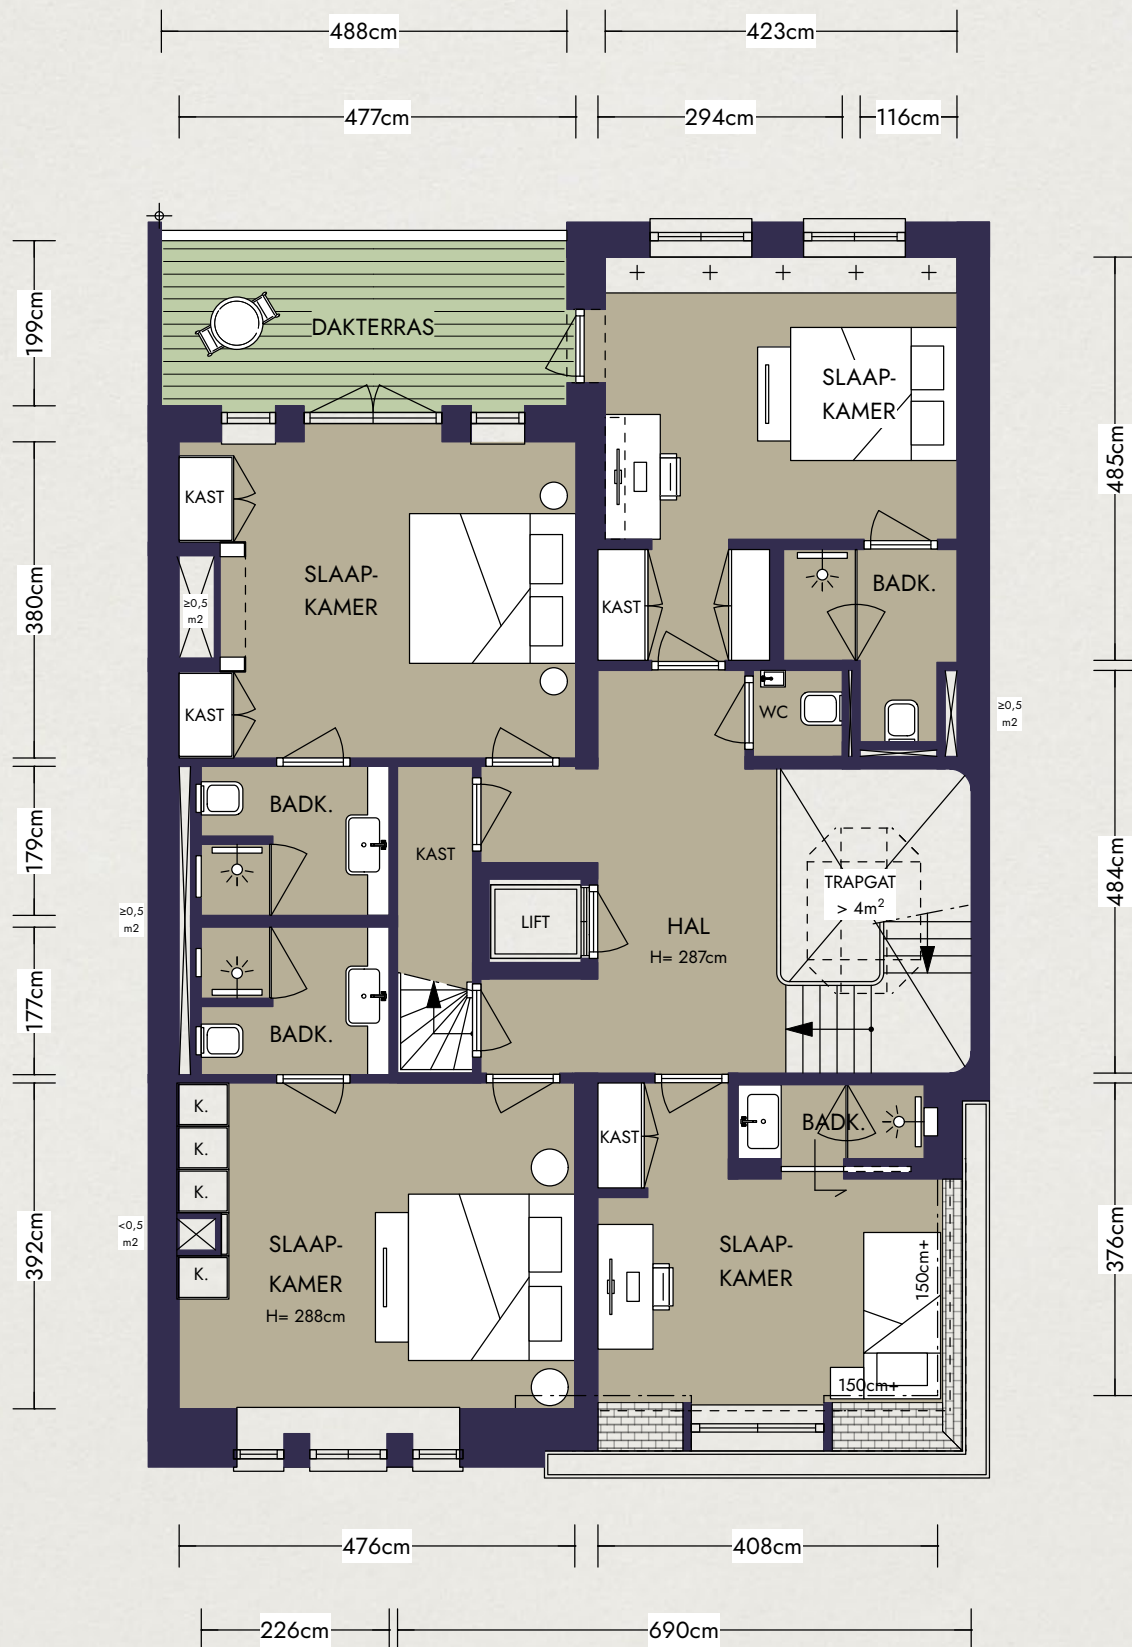 488cm
423cm
477cm
294cm
116cm
199cm
DAKTERRAS
SLAAP-
KAMER
485cm
KAST
380cm
SLAAP-
KAMER
≥0,5
m2
KAST
BADK.
KAST
WC
≥0,5
m2
179cm
BADK.
KAST
TRAPGAT
> 4m²
484cm
≥0,5
m2
LIFT
HAL
H= 287cm
177cm
BADK.
K.
K.
K.
K.
KAST
BADK.
<0,5
m2
392cm
SLAAP-
KAMER
H= 288cm
SLAAP-
KAMER
150cm+
150cm+
376cm
476cm
408cm
226cm
690cm